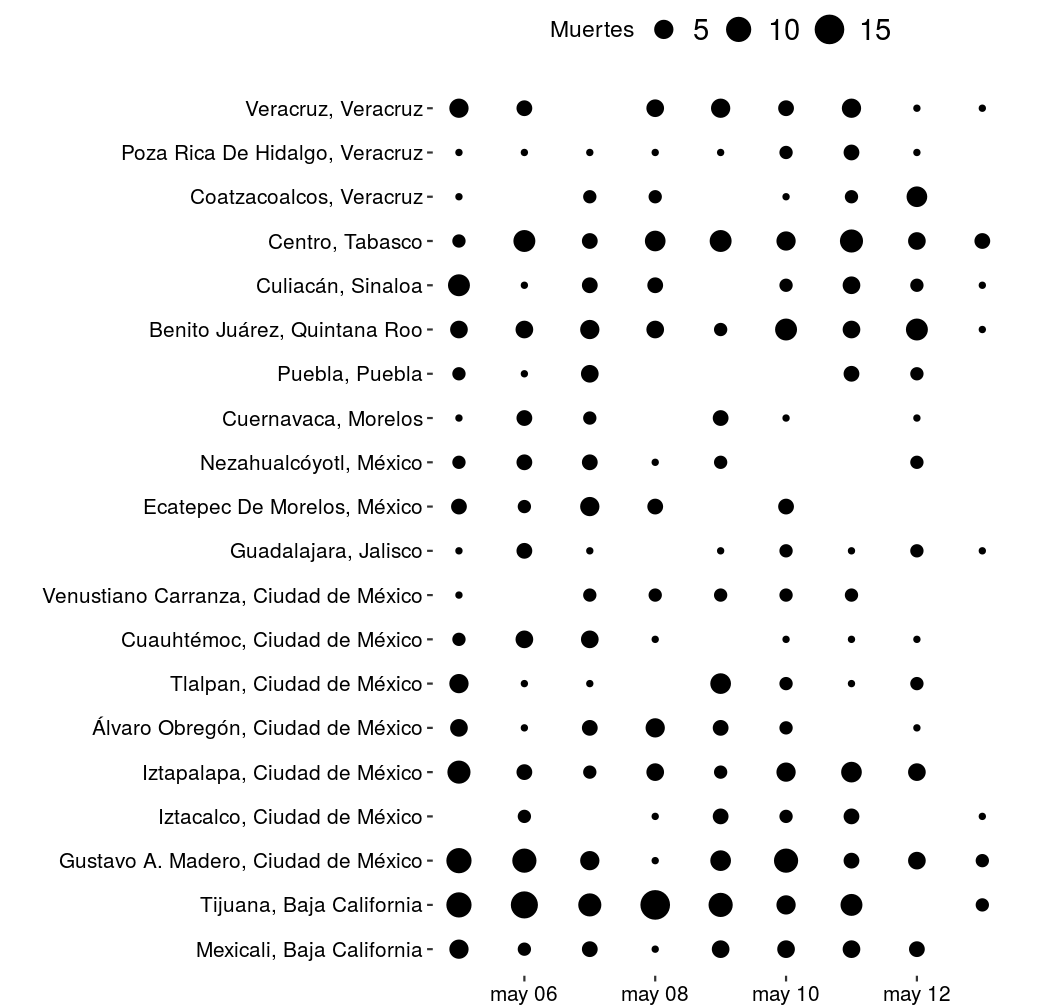 Muertes 5 10 15
Veracruz, Veracruz
Poza Rica De Hidalgo, Veracruz
Coatzacoalcos, Veracruz
Centro, Tabasco
Culiacán, Sinaloa
Benito Juárez, Quintana Roo
Puebla, Puebla
Cuernavaca, Morelos
Nezahualcóyotl, México
Ecatepec De Morelos, México
Guadalajara, Jalisco
Venustiano Carranza, Ciudad de México
Cuauhtémoc, Ciudad de México
Tlalpan, Ciudad de México
Álvaro Obregón, Ciudad de México
Iztapalapa, Ciudad de México
Iztacalco, Ciudad de México
Gustavo A. Madero, Ciudad de México
Tijuana, Baja California
Mexicali, Baja California
may 06 may 08 may 10 may 12